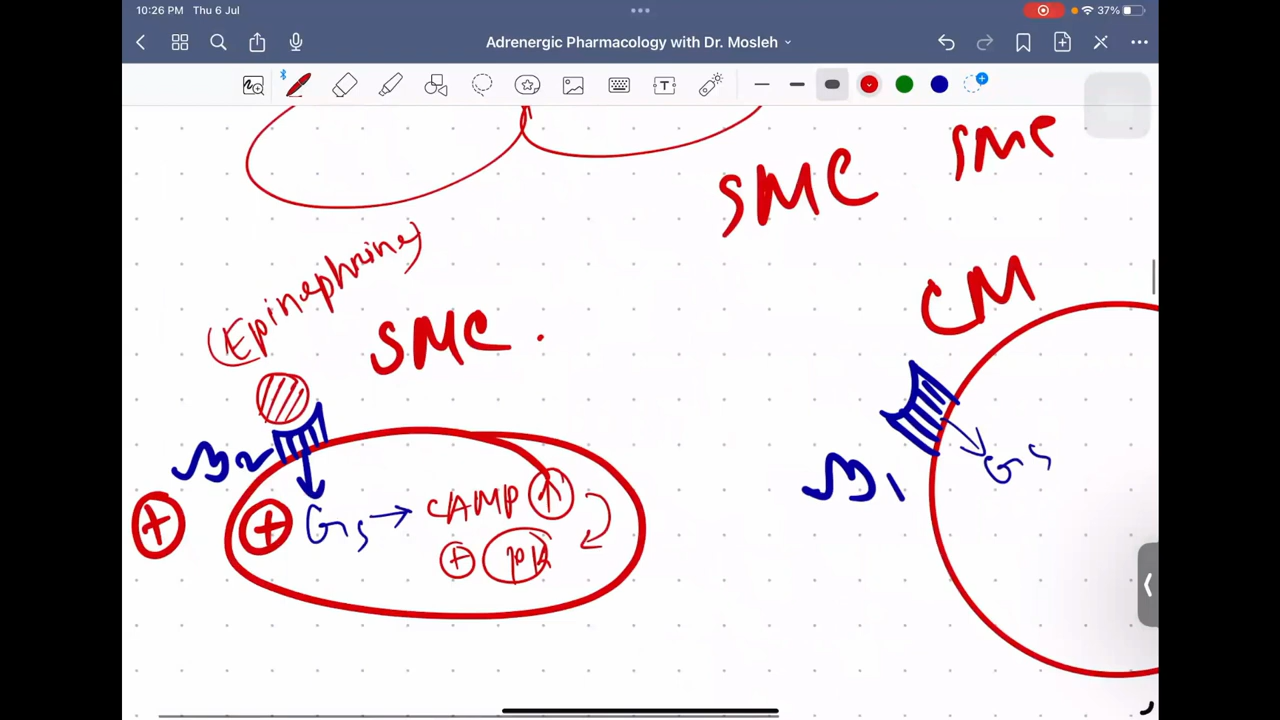 10:26 PM Thu 6 Jul
37%
Adrenergic Pharmacology with Dr. Mosleh
T
SMC
SMC
(Epinephrine)
SMC.
CM
β2
β1
Gs
+
+ Gs → cAMP ↑
+ PK